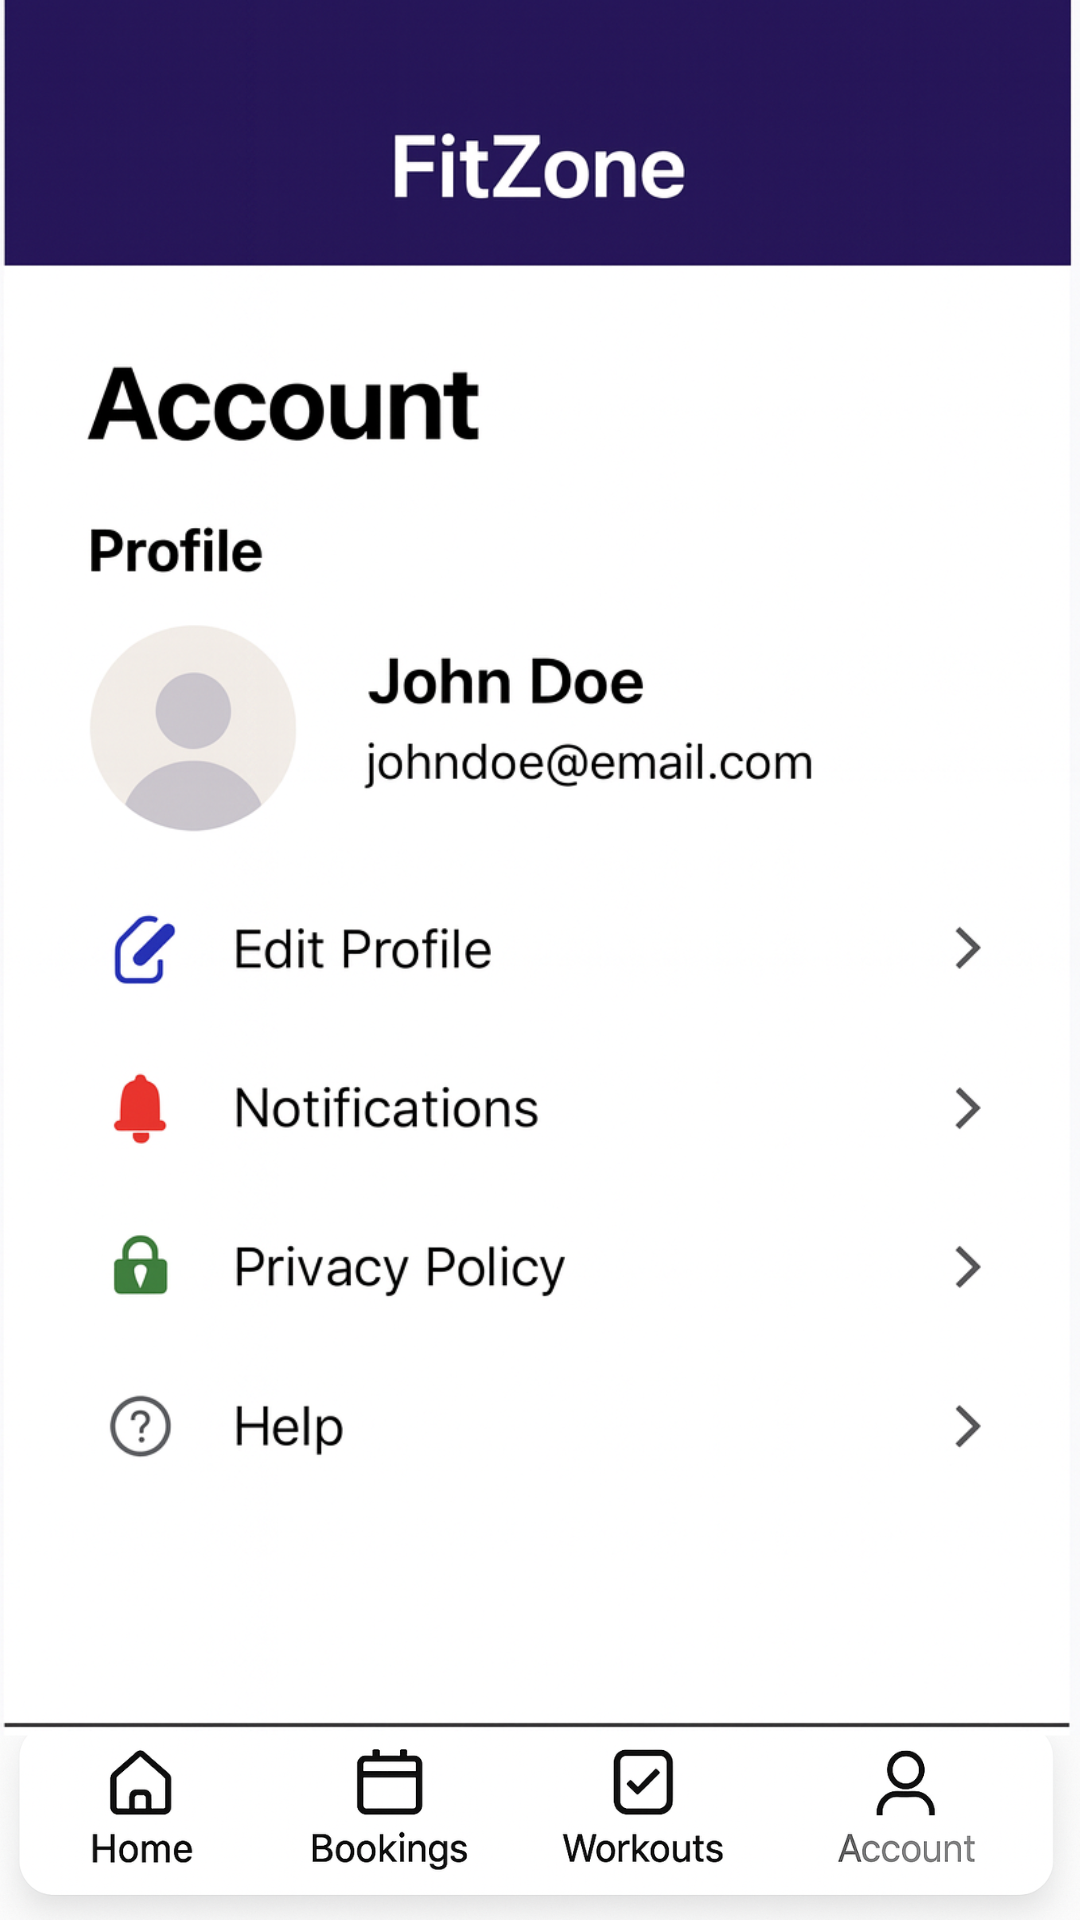 FitZone
Account
Profile
John Doe
johndoe@email.com
Edit Profile
Notifications
Privacy Policy
?
Help
Home
Bookings
Workouts
Account